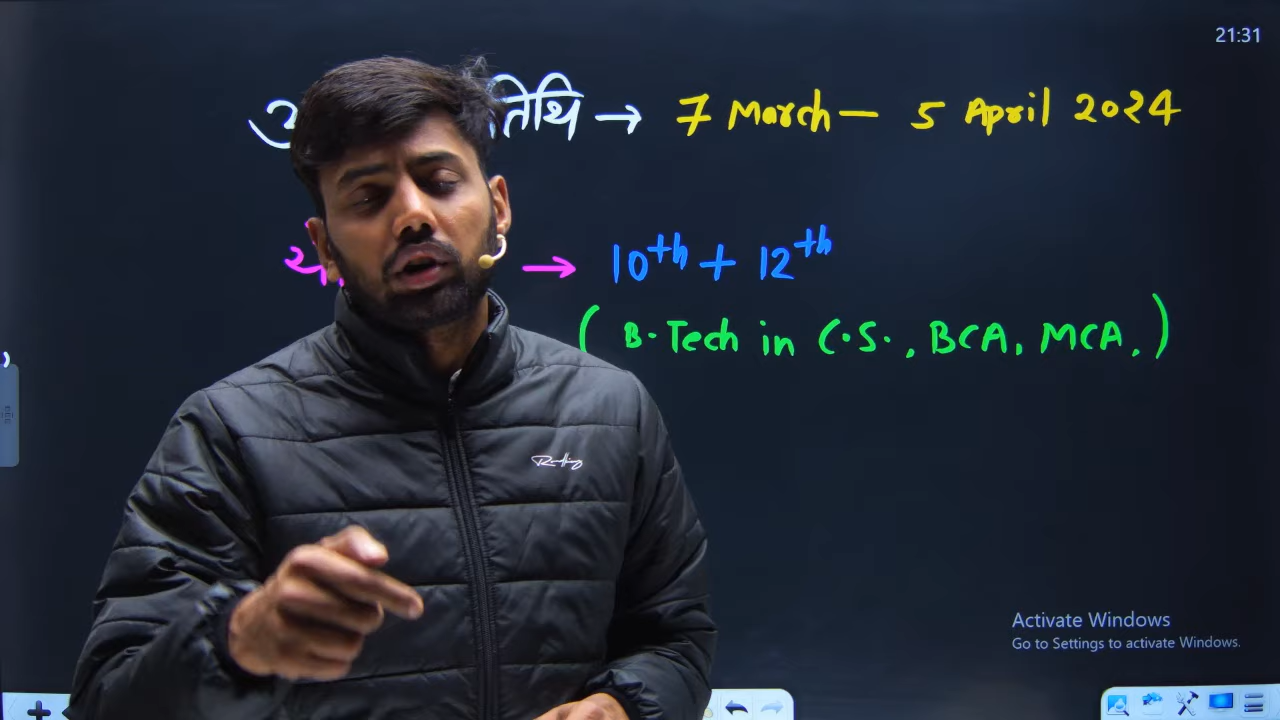 21:31
तिथि → 7 March — 5 April 2024
→ 10th + 12th
( B.Tech in C.S., BCA, MCA, )
Activate Windows
Go to Settings to activate Windows.